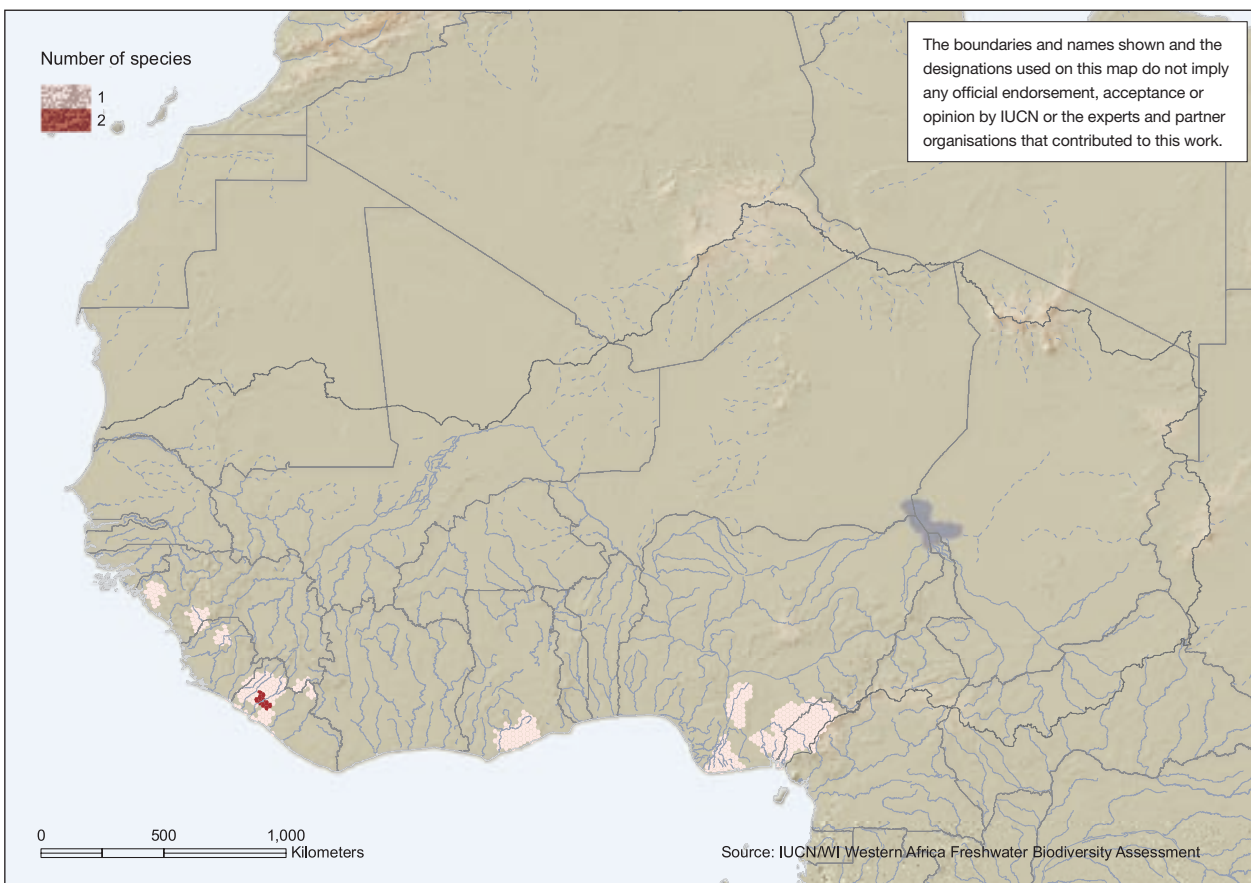 Number of species
1
2
The boundaries and names shown and the
designations used on this map do not imply
any official endorsement, acceptance or
opinion by IUCN or the experts and partner
organisations that contributed to this work.
0 500 1,000
Kilometers
Source: IUCN/WI Western Africa Freshwater Biodiversity Assessment